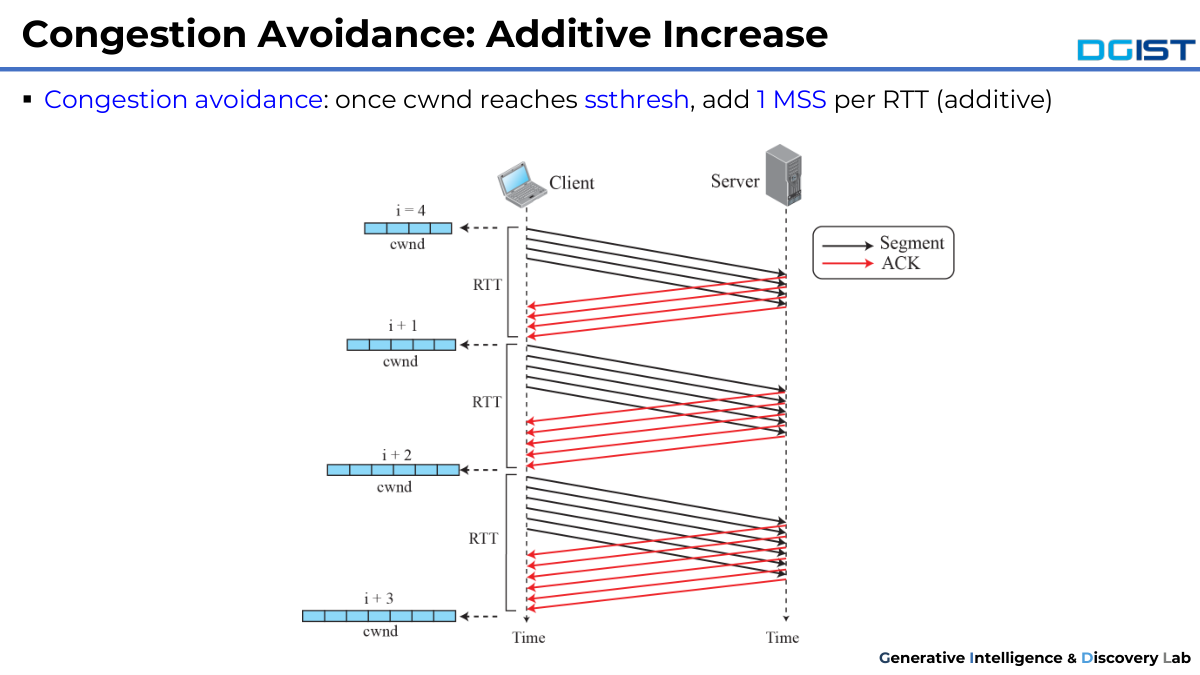 Congestion Avoidance: Additive Increase
DGIST
▪ Congestion avoidance: once cwnd reaches ssthresh, add 1 MSS per RTT (additive)
Client
Server
i = 4
cwnd
Segment
ACK
RTT
i + 1
cwnd
RTT
i + 2
cwnd
RTT
i + 3
cwnd
Time
Time
Generative Intelligence & Discovery Lab